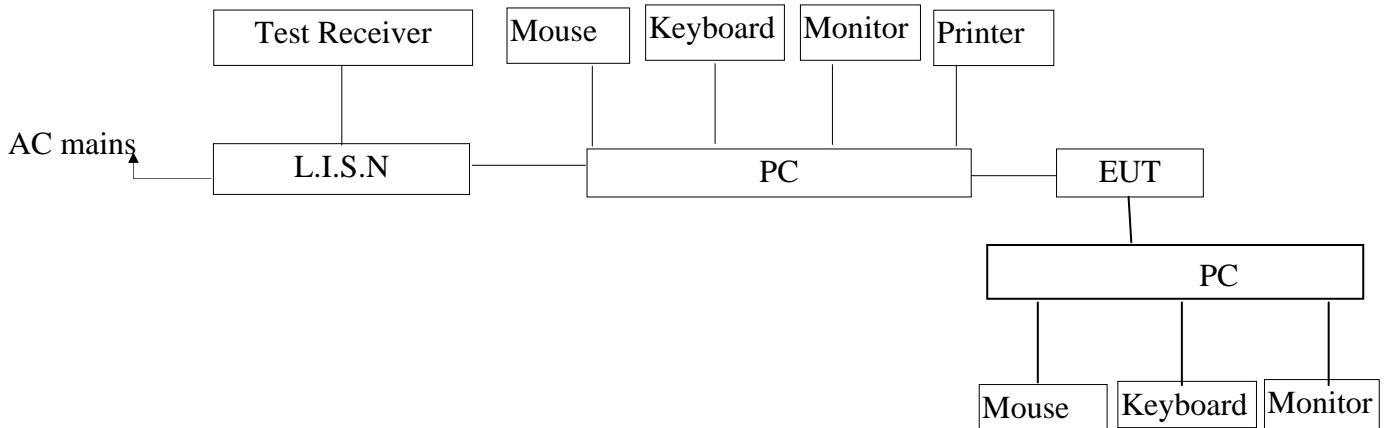 Test Receiver
Mouse
Keyboard
Monitor
Printer
AC mains
L.I.S.N
PC
EUT
PC
Mouse
Keyboard
Monitor